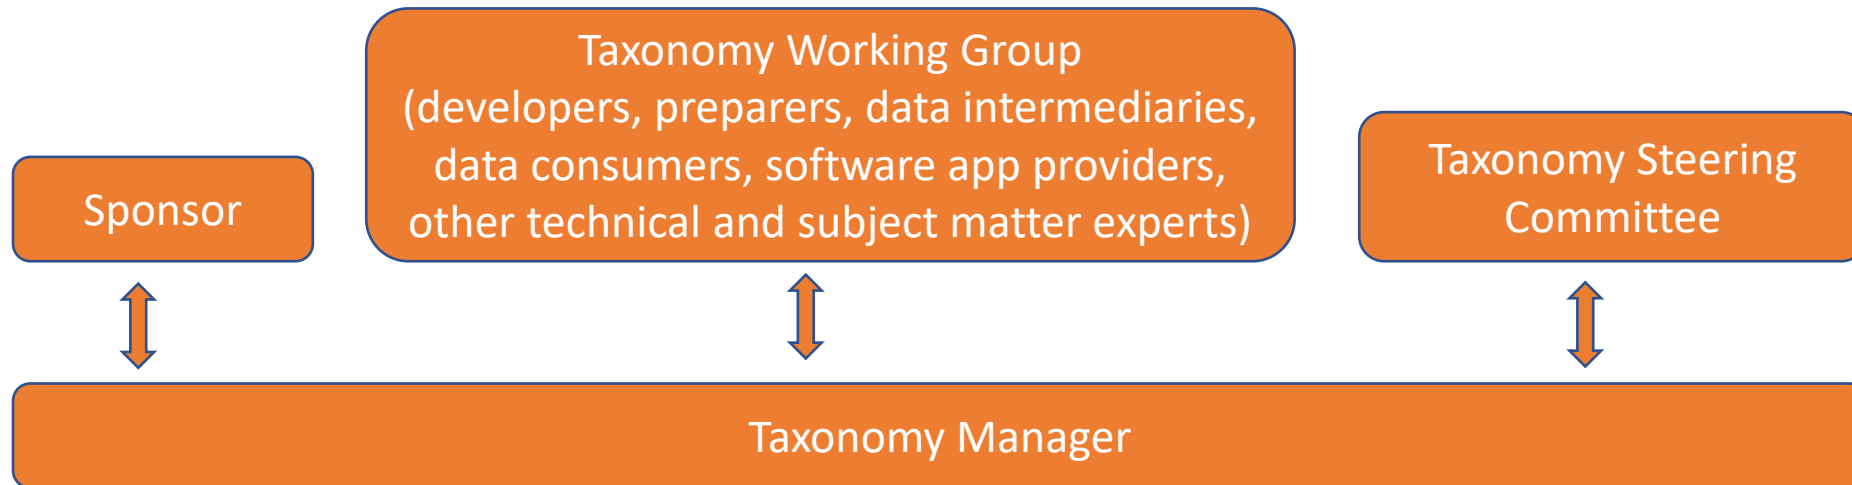 Taxonomy Working Group
(developers, preparers, data intermediaries,
data consumers, software app providers,
other technical and subject matter experts)
Sponsor
Taxonomy Steering
Committee
Taxonomy Manager